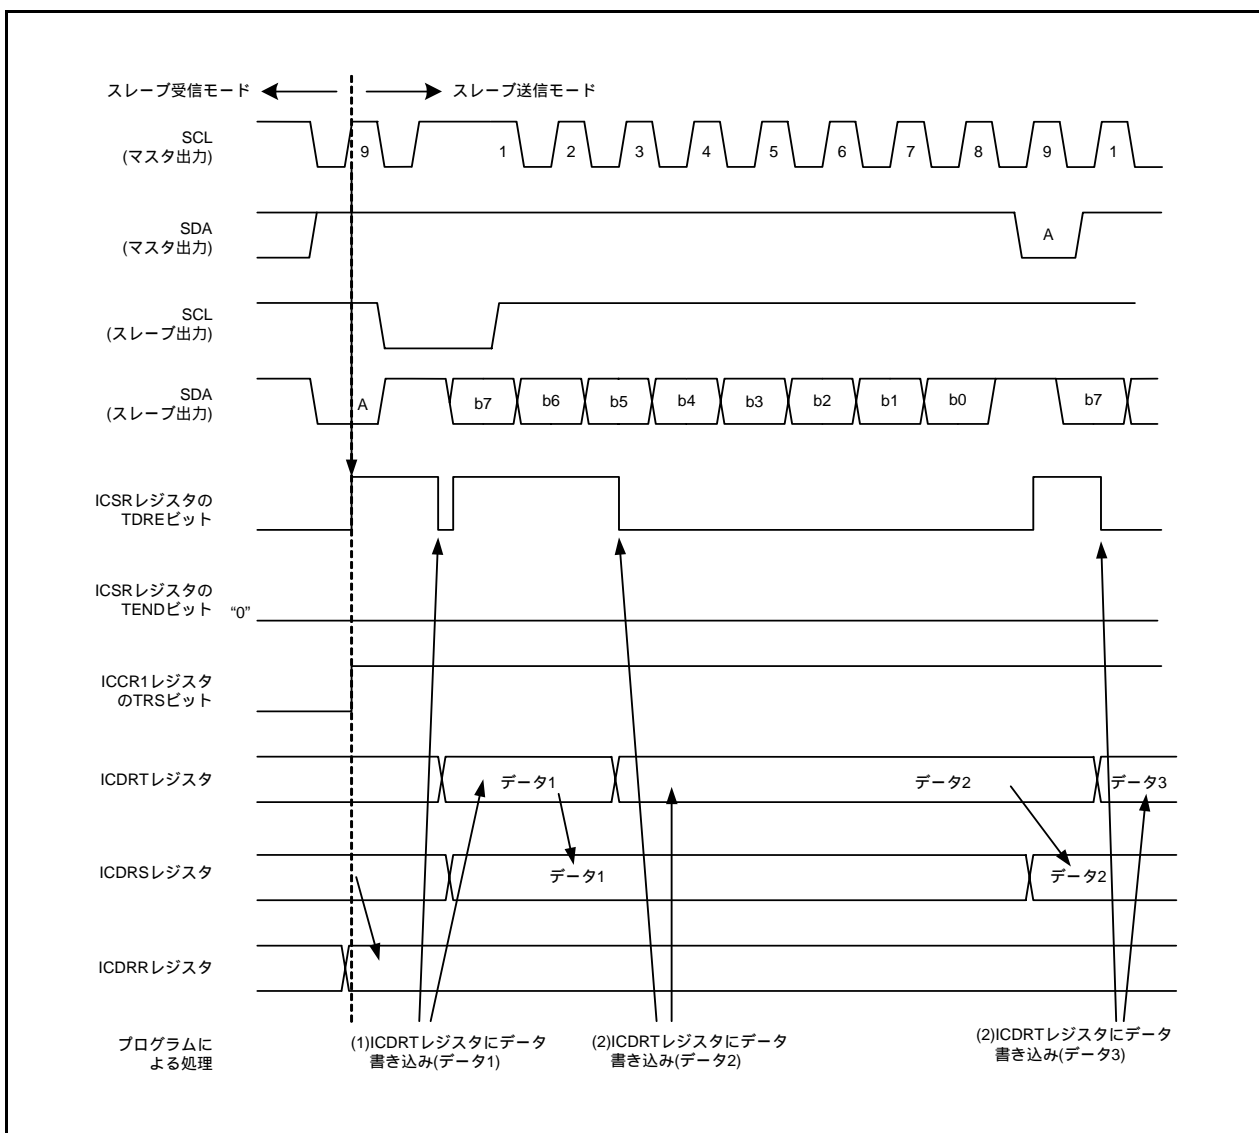 スレーブ受信モード
スレーブ送信モード
SCL
(マスタ出力)
9 1 2 3 4 5 6 7 8 9 1
SDA
(マスタ出力)
A
SCL
(スレーブ出力)
SDA
(スレーブ出力)
A b7 b6 b5 b4 b3 b2 b1 b0 b7
ICSRレジスタの
TDREビット
ICSRレジスタの
TENDビット “0”
ICCR1レジスタ
のTRSビット
ICDRTレジスタ
データ1 データ2 データ3
ICDRSレジスタ
データ1 データ2
ICDRRレジスタ
プログラムに
よる処理
(1)ICDRTレジスタにデータ
書き込み(データ1)
(2)ICDRTレジスタにデータ
書き込み(データ2)
(2)ICDRTレジスタにデータ
書き込み(データ3)